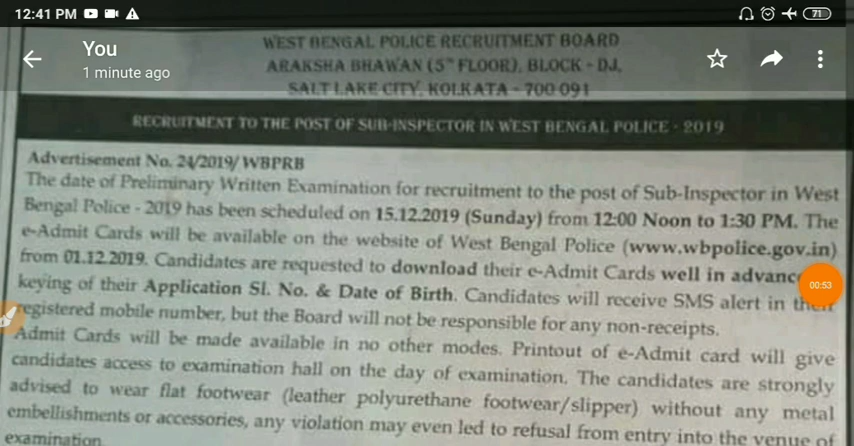 12:41 PM
71
You
1 minute ago
WEST BENGAL POLICE RECRUITMENT BOARD
ARAKSHA BHAWAN (5TH FLOOR), BLOCK - DJ,
SALT LAKE CITY, KOLKATA - 700 091
RECRUITMENT TO THE POST OF SUB-INSPECTOR IN WEST BENGAL POLICE - 2019
Advertisement No. 24/2019/ WBPRB
The date of Preliminary Written Examination for recruitment to the post of Sub-Inspector in West
Bengal Police - 2019 has been scheduled on 15.12.2019 (Sunday) from 12:00 Noon to 1:30 PM. The
e-Admit Cards will be available on the website of West Bengal Police (www.wbpolice.gov.in)
from 01.12.2019. Candidates are requested to download their e-Admit Cards well in advanc
00:53
keying of their Application Sl. No. & Date of Birth. Candidates will receive SMS alert in their
registered mobile number, but the Board will not be responsible for any non-receipts.
Admit Cards will be made available in no other modes. Printout of e-Admit card will give
candidates access to examination hall on the day of examination. The candidates are strongly
advised to wear flat footwear (leather polyurethane footwear/slipper) without any metal
embellishments or accessories, any violation may even led to refusal from entry into the venue of
examination